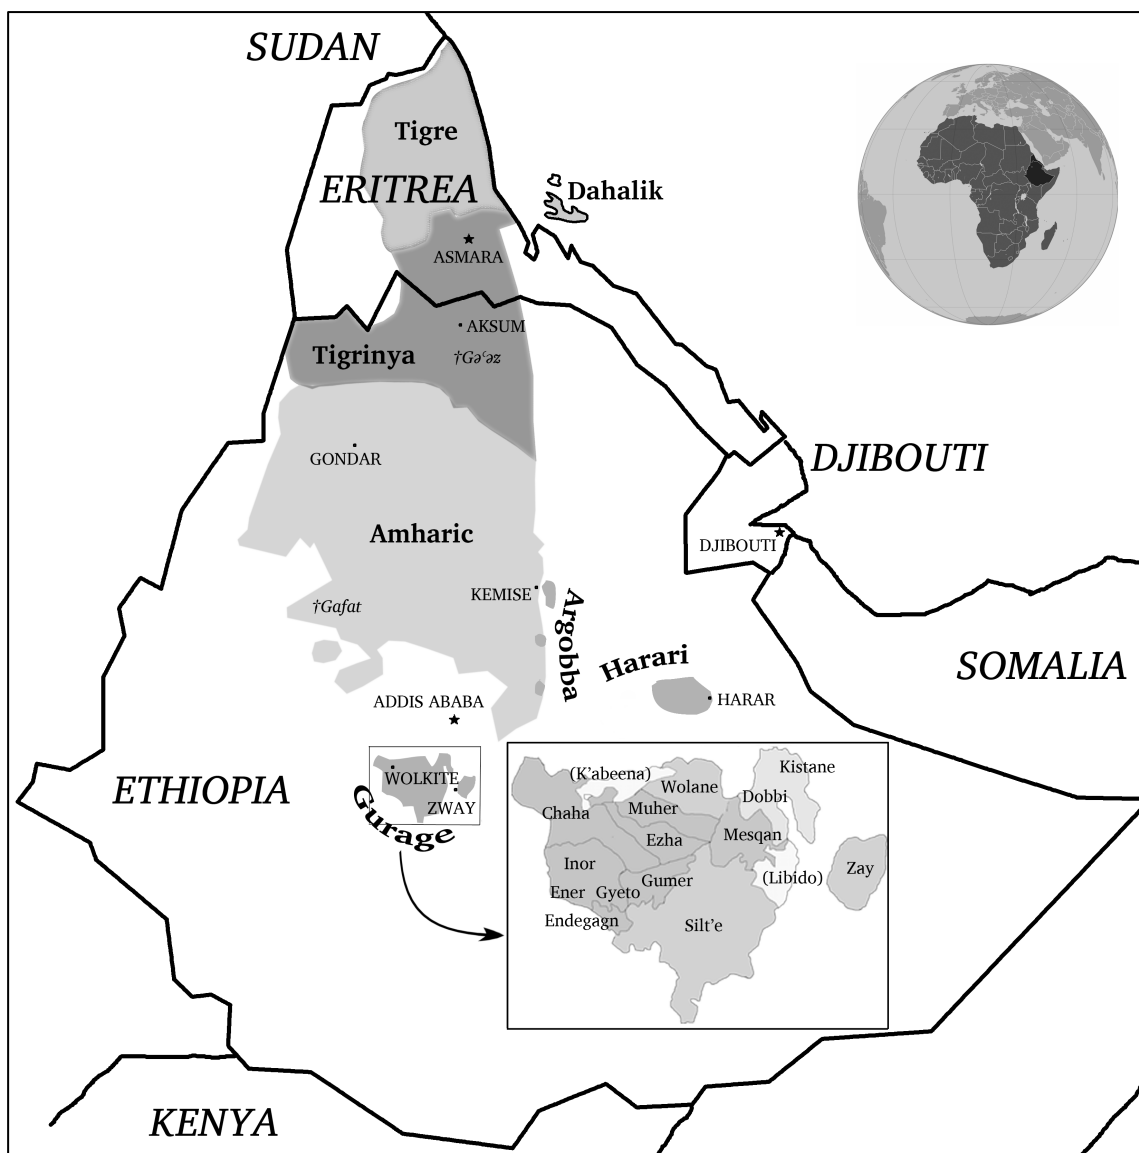 SUDAN
Tigre
ERITREA
Dahalik
ASMARA
AKSUM
Tigrinya
†Gəʿəz
GONDAR
DJIBOUTI
Amharic
DJIBOUTI
KEMISE
†Gafat
Argobba
Harari
SOMALIA
ADDIS ABABA
HARAR
ETHIOPIA
WOLKITE
ZWAY
Gurage
Kistane
(K’abeena)
Wolane
Dobbi
Chaha
Muher
Mesqan
Ezha
Inor
Zay
(Libido)
Gumer
Ener
Gyeto
Endegagn
Silt’e
KENYA